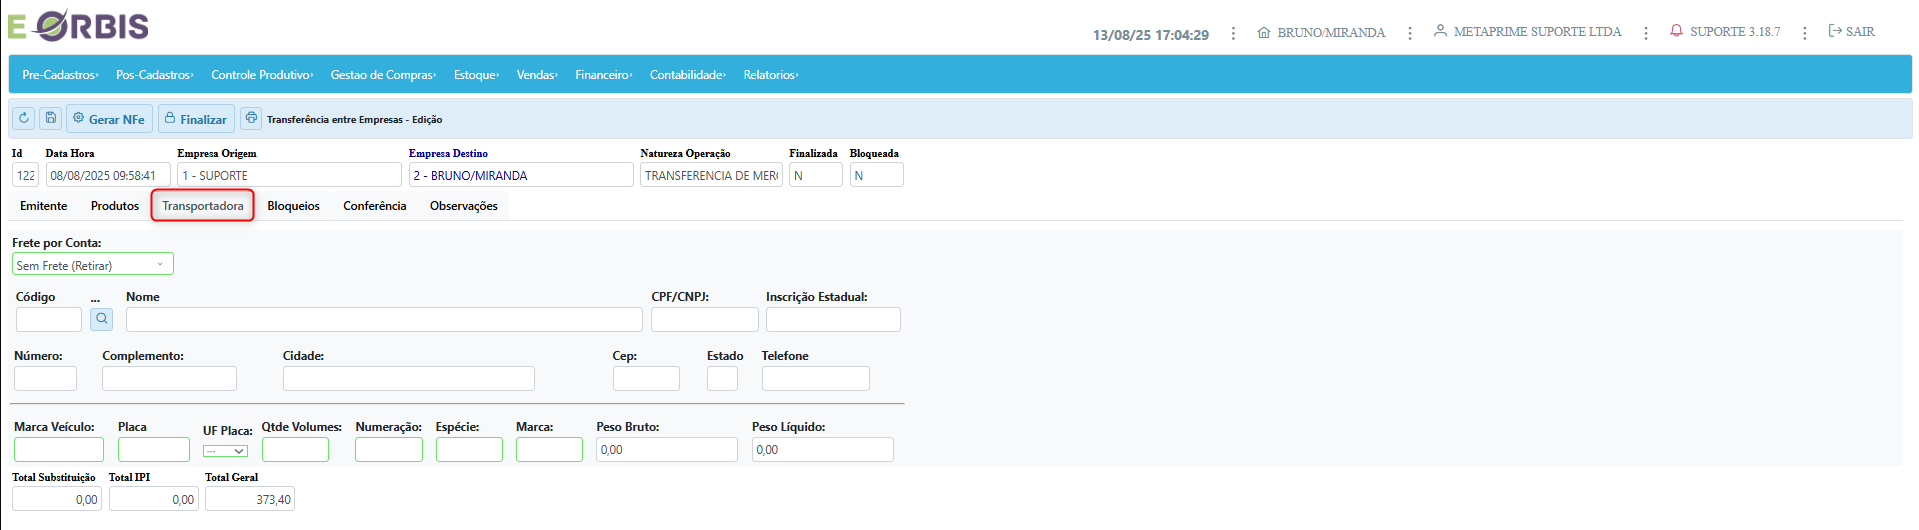 E ORBIS
13/08/25 17:04:29 BRUNO/MIRANDA METAPRIME SUPORTE LTDA SUPORTE 3.18.7 SAIR
Pre-Cadastros Pos-Cadastros Controle Produtivo Gestao de Compras Estoque Vendas Financeiro Contabilidade Relatorios
Gerar NFe Finalizar Transferência entre Empresas - Edição
Id Data Hora Empresa Origem Empresa Destino Natureza Operação Finalizada Bloqueada
122 08/08/2025 09:58:41 1 - SUPORTE 2 - BRUNO/MIRANDA TRANSFERENCIA DE MER N N
Emitente Produtos Transportadora Bloqueios Conferência Observações
Frete por Conta:
Sem Frete (Retirar)
Código ... Nome CPF/CNPJ: Inscrição Estadual:
Número: Complemento: Cidade: Cep: Estado Telefone
Marca Veículo: Placa UF Placa: Qtde Volumes: Numeração: Espécie: Marca: Peso Bruto: Peso Líquido:
--- 0,00 0,00
Total Substituição Total IPI Total Geral
0,00 0,00 373,40